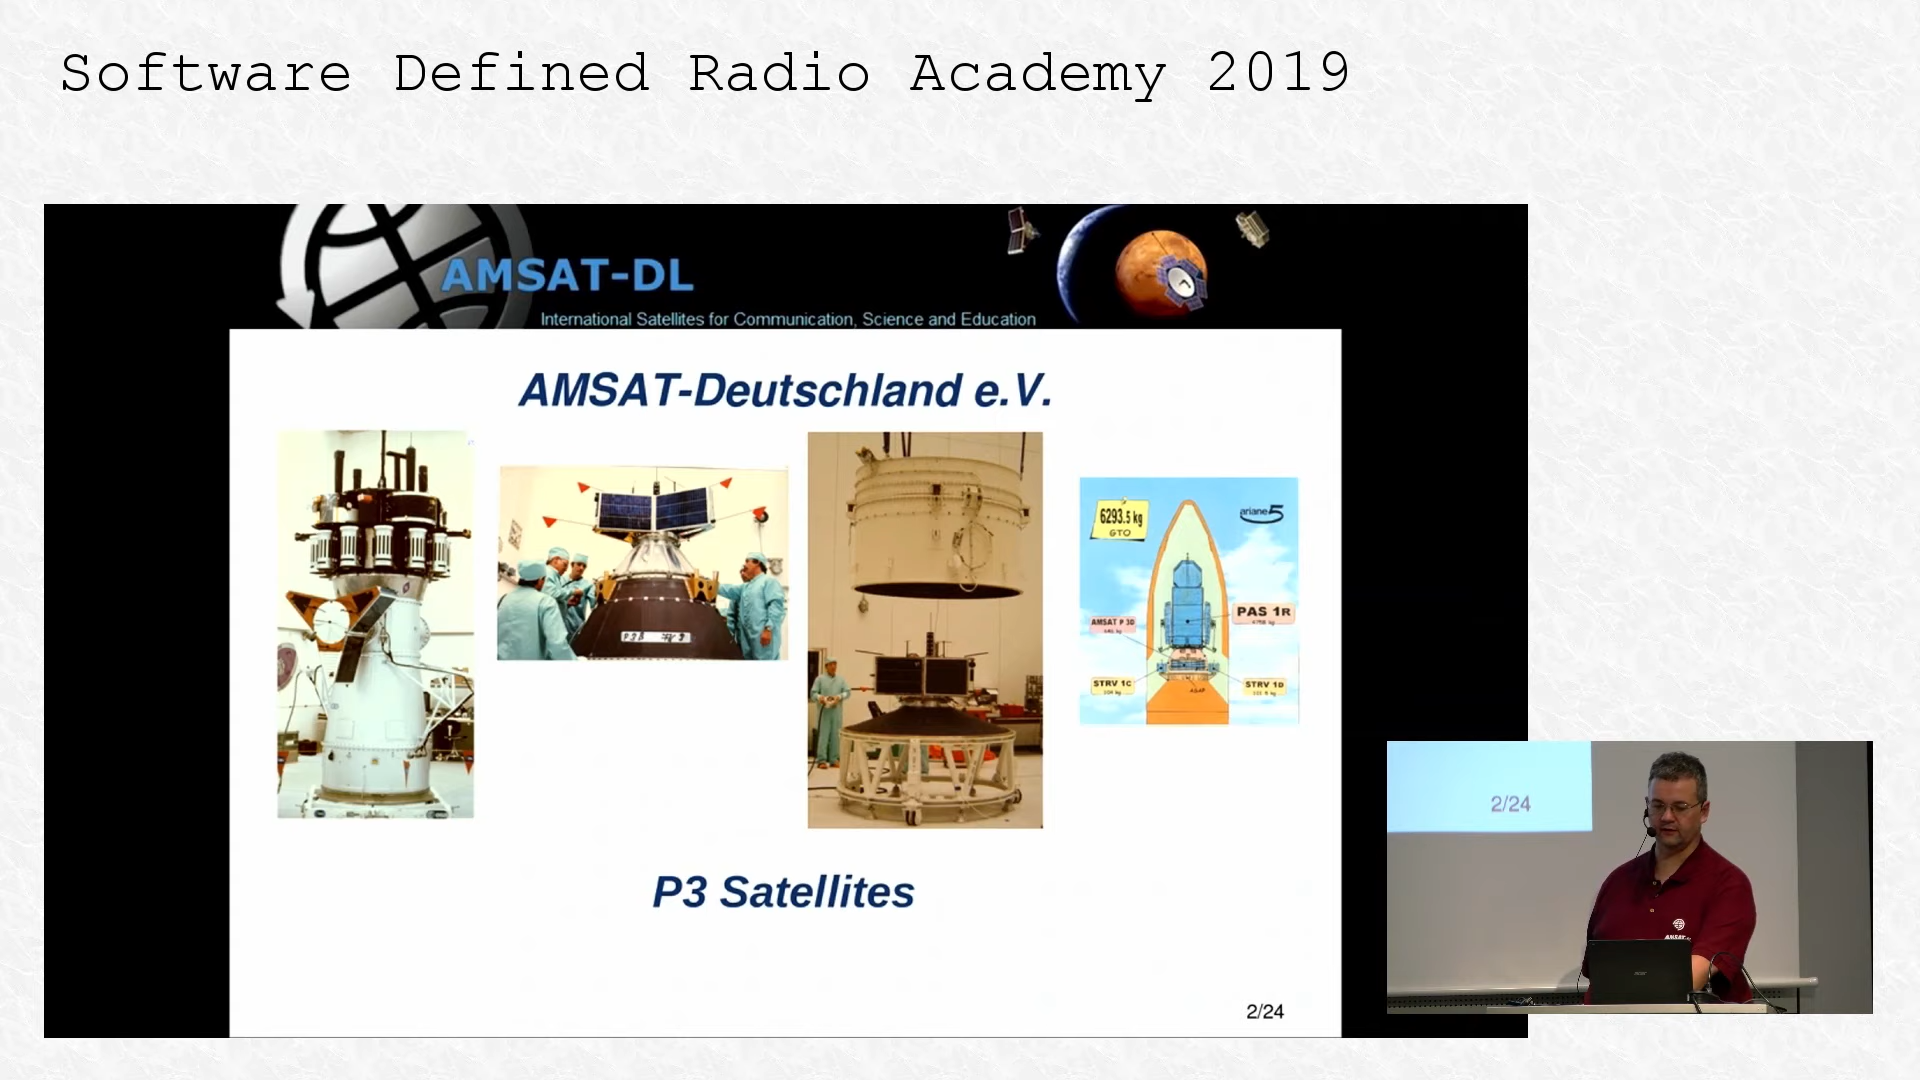 Software Defined Radio Academy 2019
AMSAT-DL
International Satellites for Communication, Science and Education
AMSAT-Deutschland e.V.
6293.5 kg
GTO
ariane5
PAS 1R
AMSAT P 3D
STRV 1C
STRV 1D
P3 Satellites
2/24
2/24